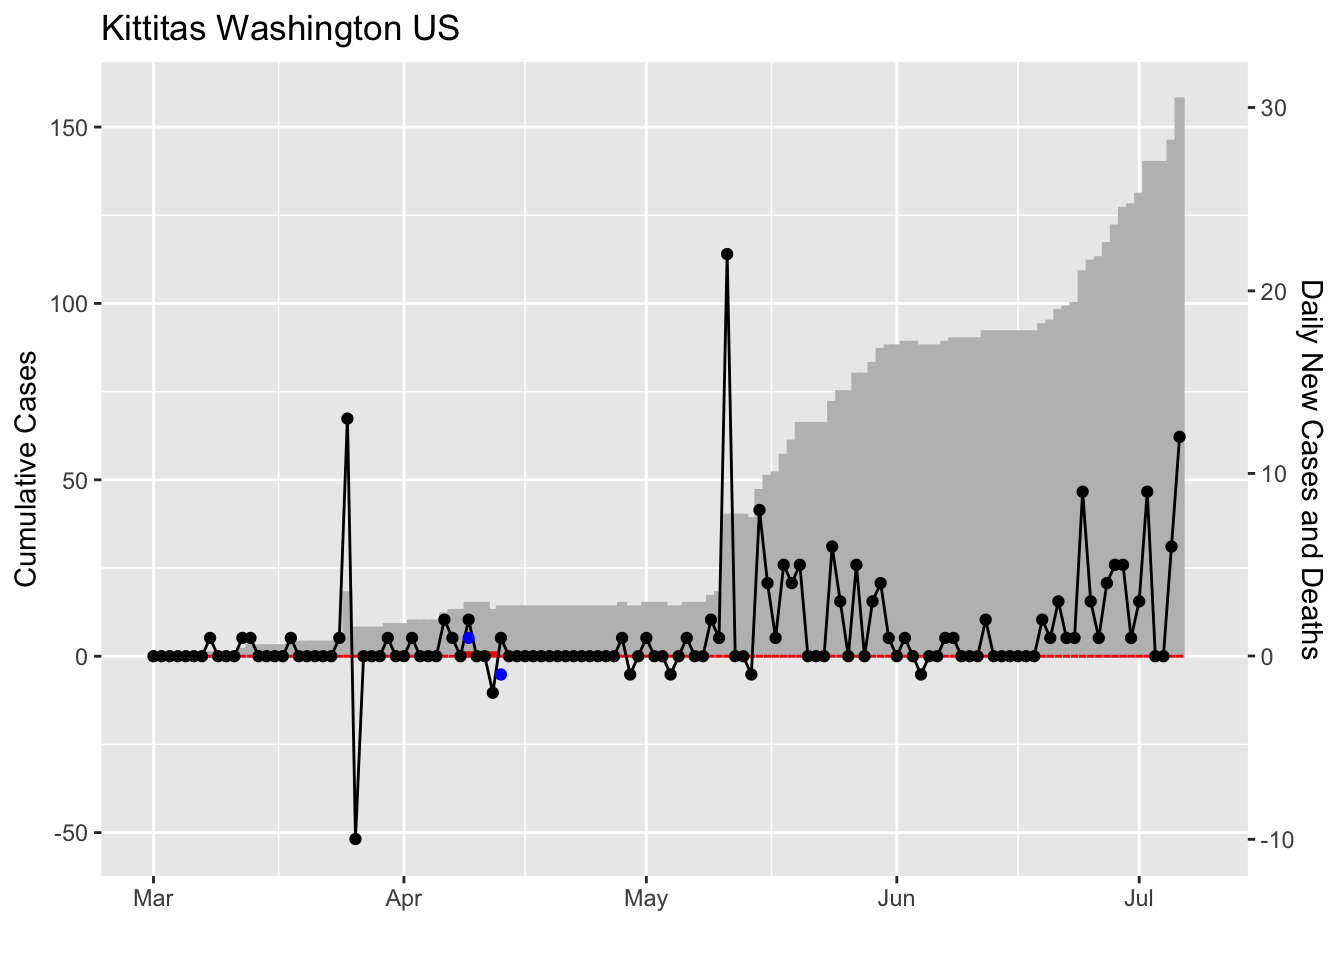 Kittitas Washington US
Cumulative Cases
150
100
50
0
-50
30
20
10
0
-10
Daily New Cases and Deaths
Mar
Apr
May
Jun
Jul